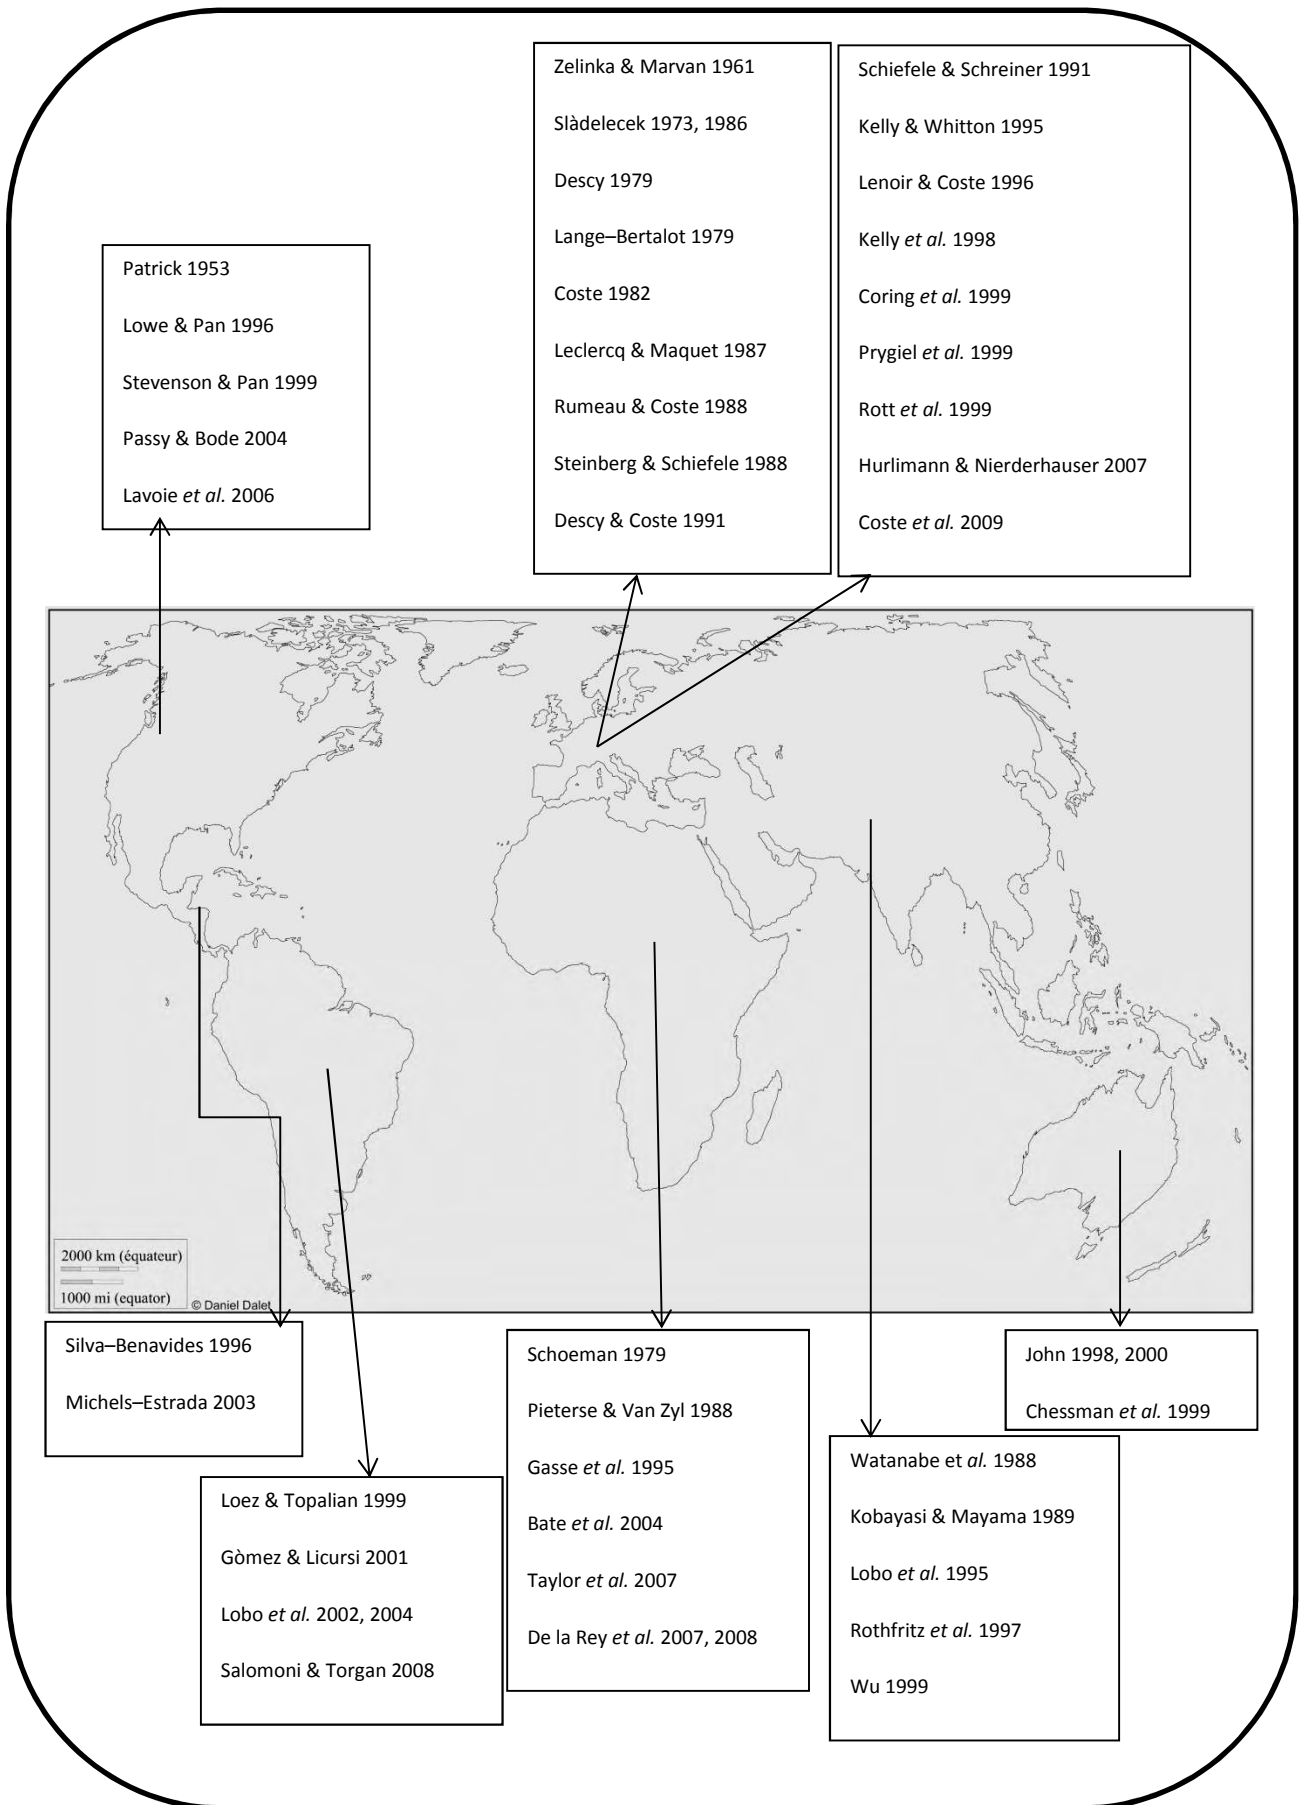 Zelinka & Marvan 1961
Slàdelecek 1973, 1986
Descy 1979
Lange–Bertalot 1979
Coste 1982
Leclercq & Maquet 1987
Rumeau & Coste 1988
Steinberg & Schiefele 1988
Descy & Coste 1991
Schiefele & Schreiner 1991
Kelly & Whitton 1995
Lenoir & Coste 1996
Kelly et al. 1998
Coring et al. 1999
Prygiel et al. 1999
Rott et al. 1999
Hurlimann & Nierderhauser 2007
Coste et al. 2009
Patrick 1953
Lowe & Pan 1996
Stevenson & Pan 1999
Passy & Bode 2004
Lavoie et al. 2006
2000 km (équateur)
1000 mi (equator)
© Daniel Dalet
Silva–Benavides 1996
Michels–Estrada 2003
Loez & Topalian 1999
Gòmez & Licursi 2001
Lobo et al. 2002, 2004
Salomoni & Torgan 2008
Schoeman 1979
Pieterse & Van Zyl 1988
Gasse et al. 1995
Bate et al. 2004
Taylor et al. 2007
De la Rey et al. 2007, 2008
Watanabe et al. 1988
Kobayasi & Mayama 1989
Lobo et al. 1995
Rothfritz et al. 1997
Wu 1999
John 1998, 2000
Chessman et al. 1999